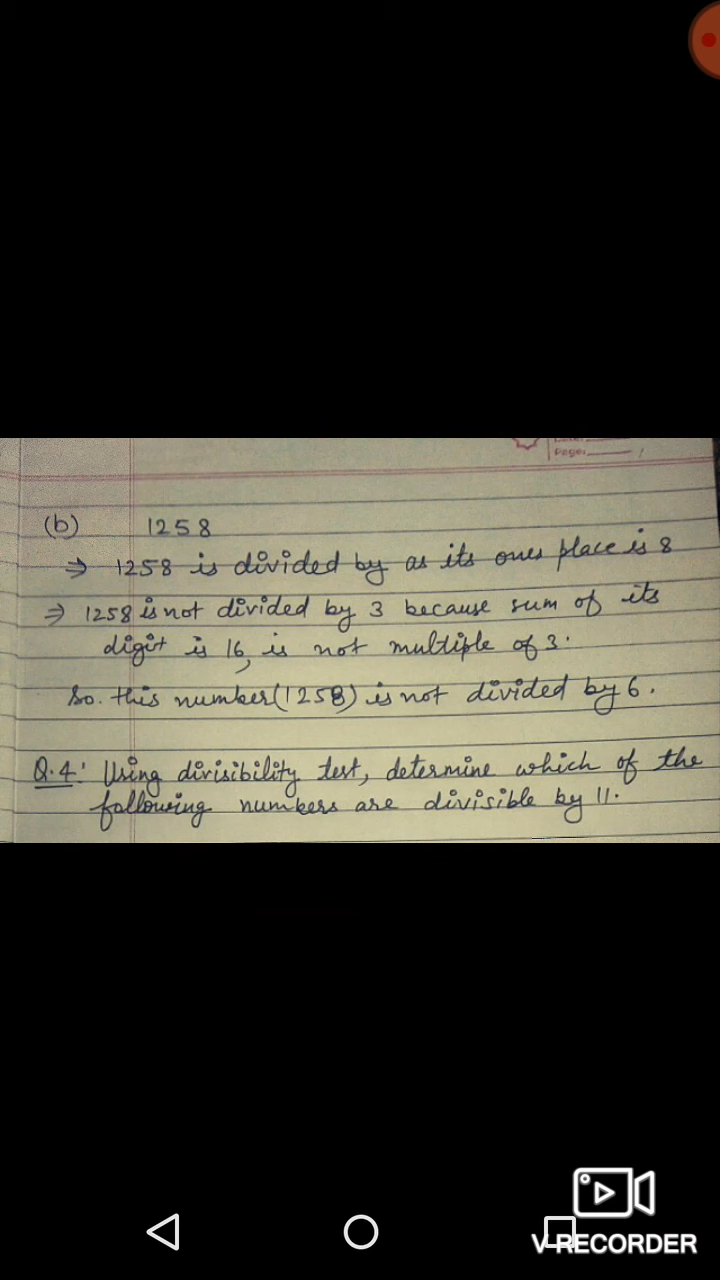 Page:
(b) 1258
⇒ 1258 is divided by as its ones place is 8
⇒ 1258 is not divided by 3 because sum of its
digit is 16, is not multiple of 3.
So. this number (1258) is not divided by 6.
Q.4: Using divisibility test, determine which of the
following numbers are divisible by 11.
V RECORDER